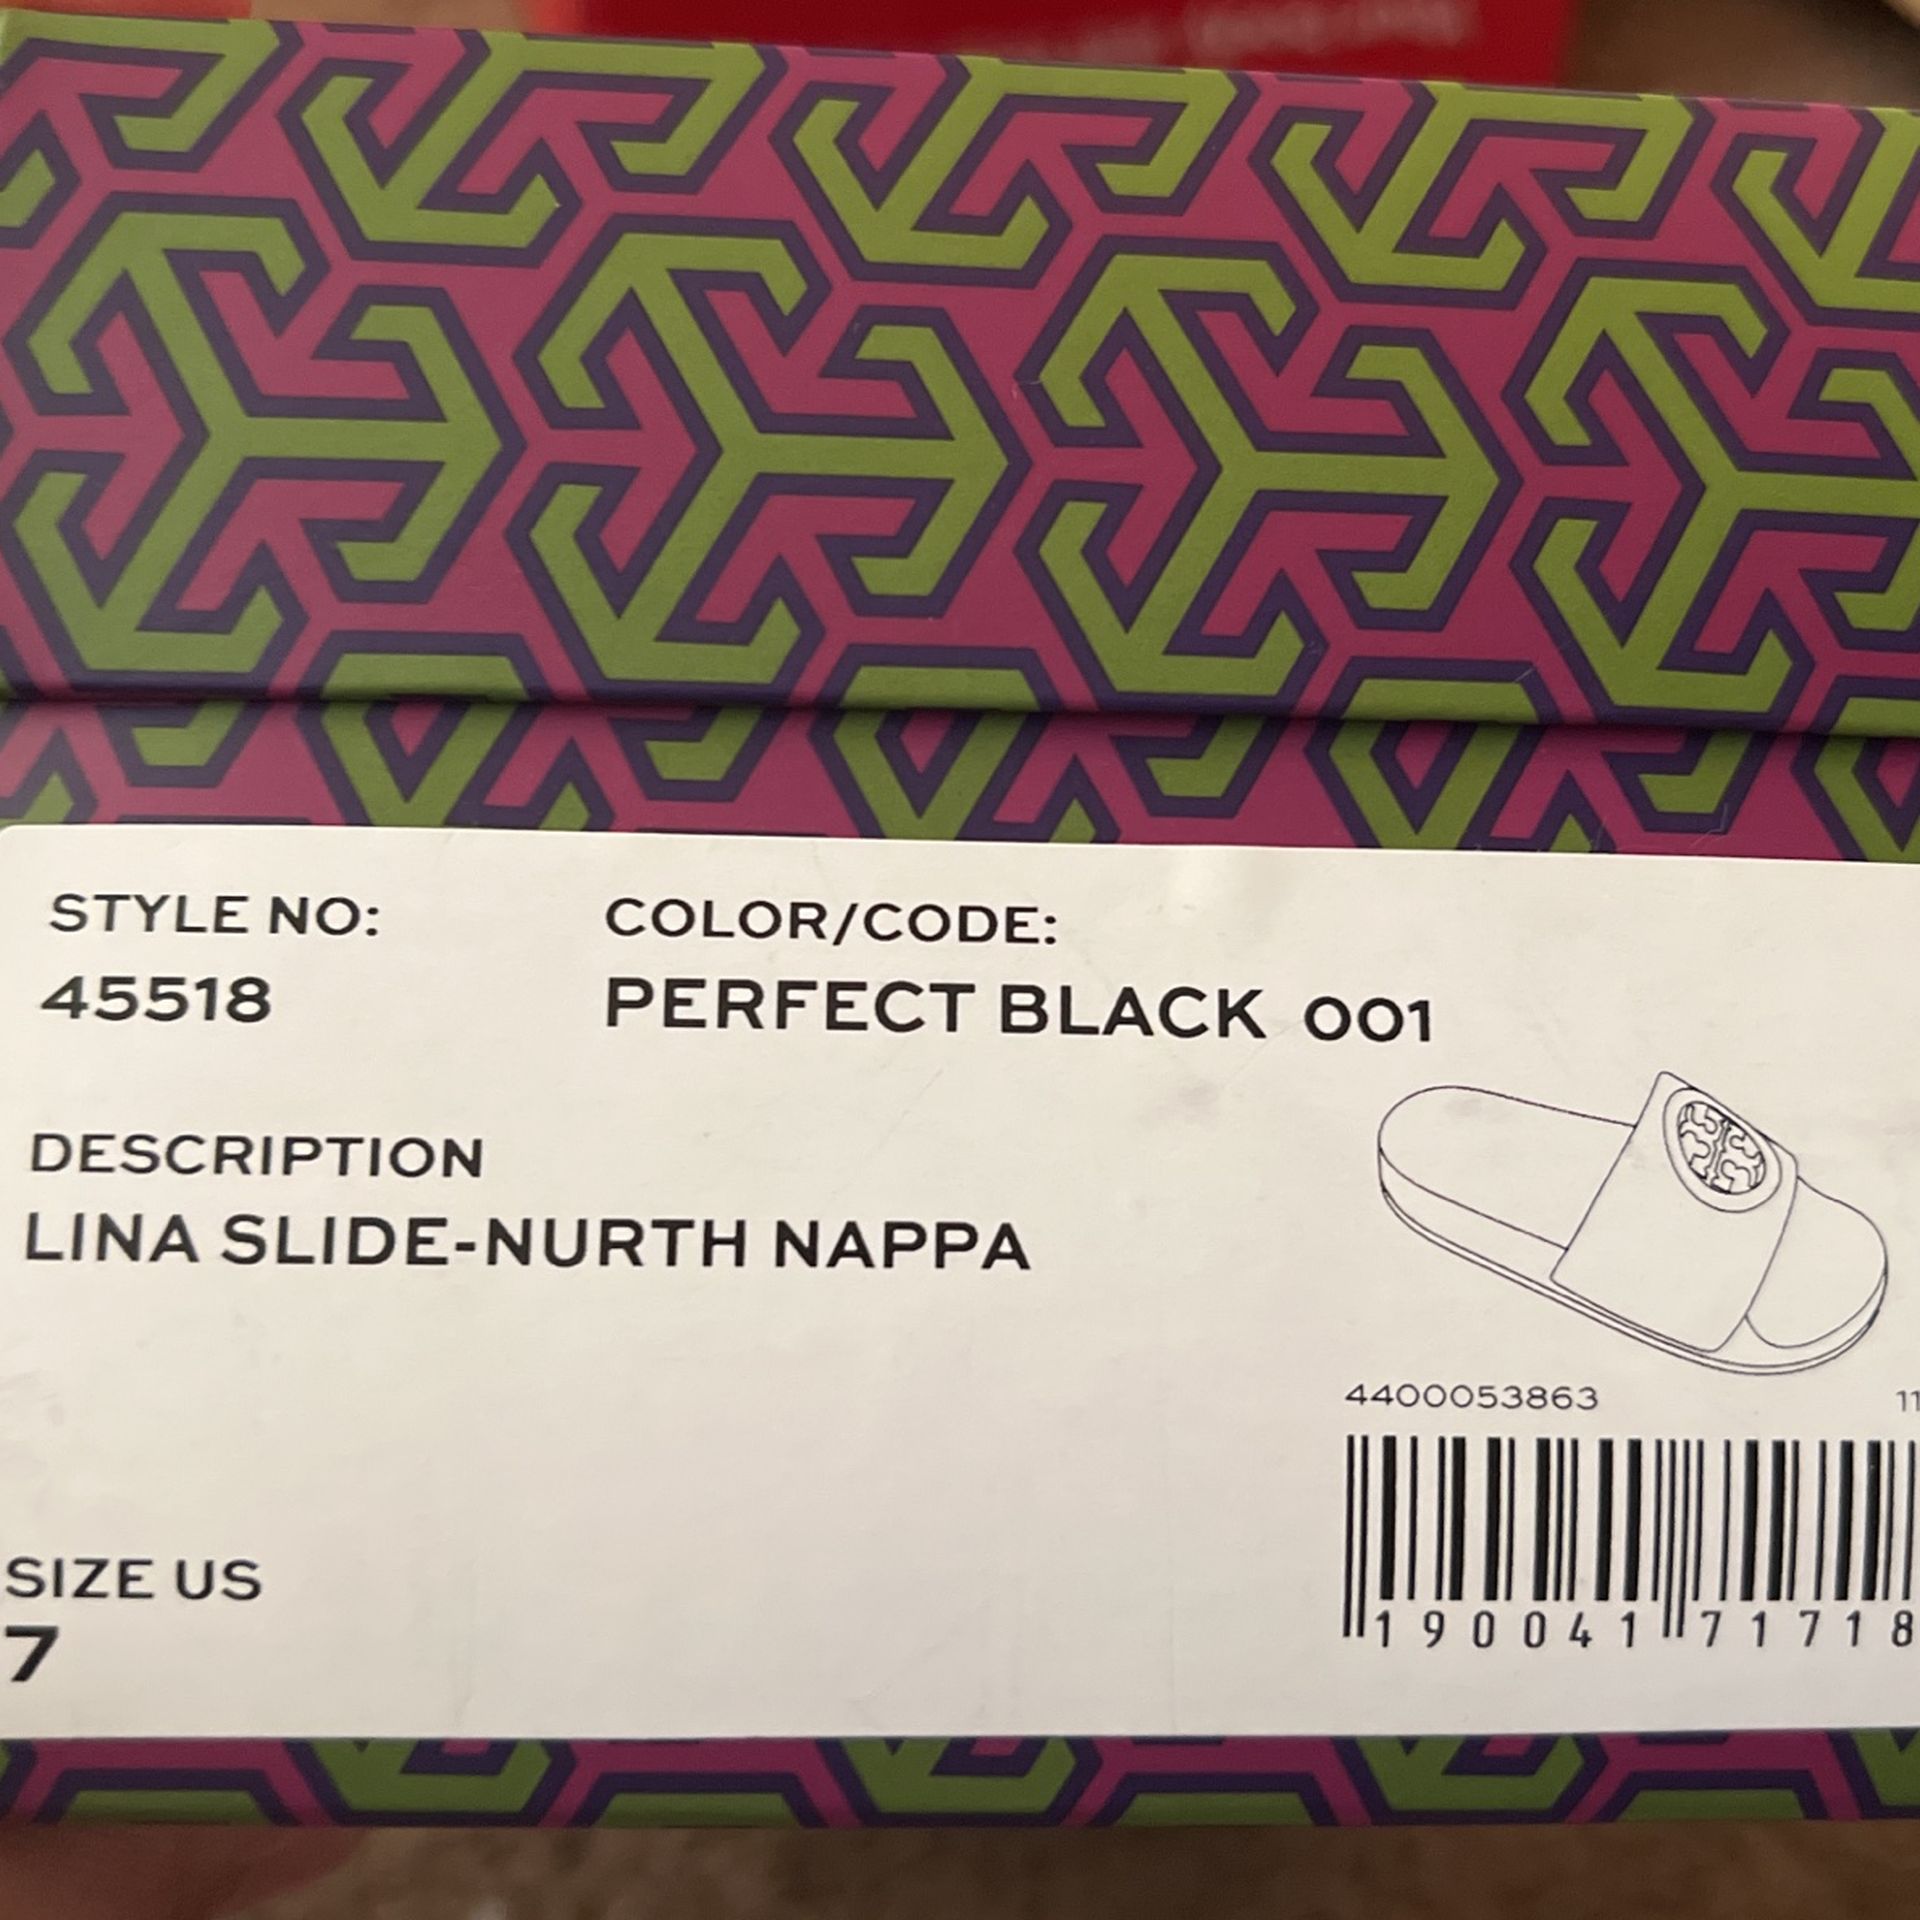 STYLE NO:
45518
COLOR/CODE:
PERFECT BLACK 001
DESCRIPTION
LINA SLIDE-NURTH NAPPA
4400053863 11
SIZE US
7
190041 71718